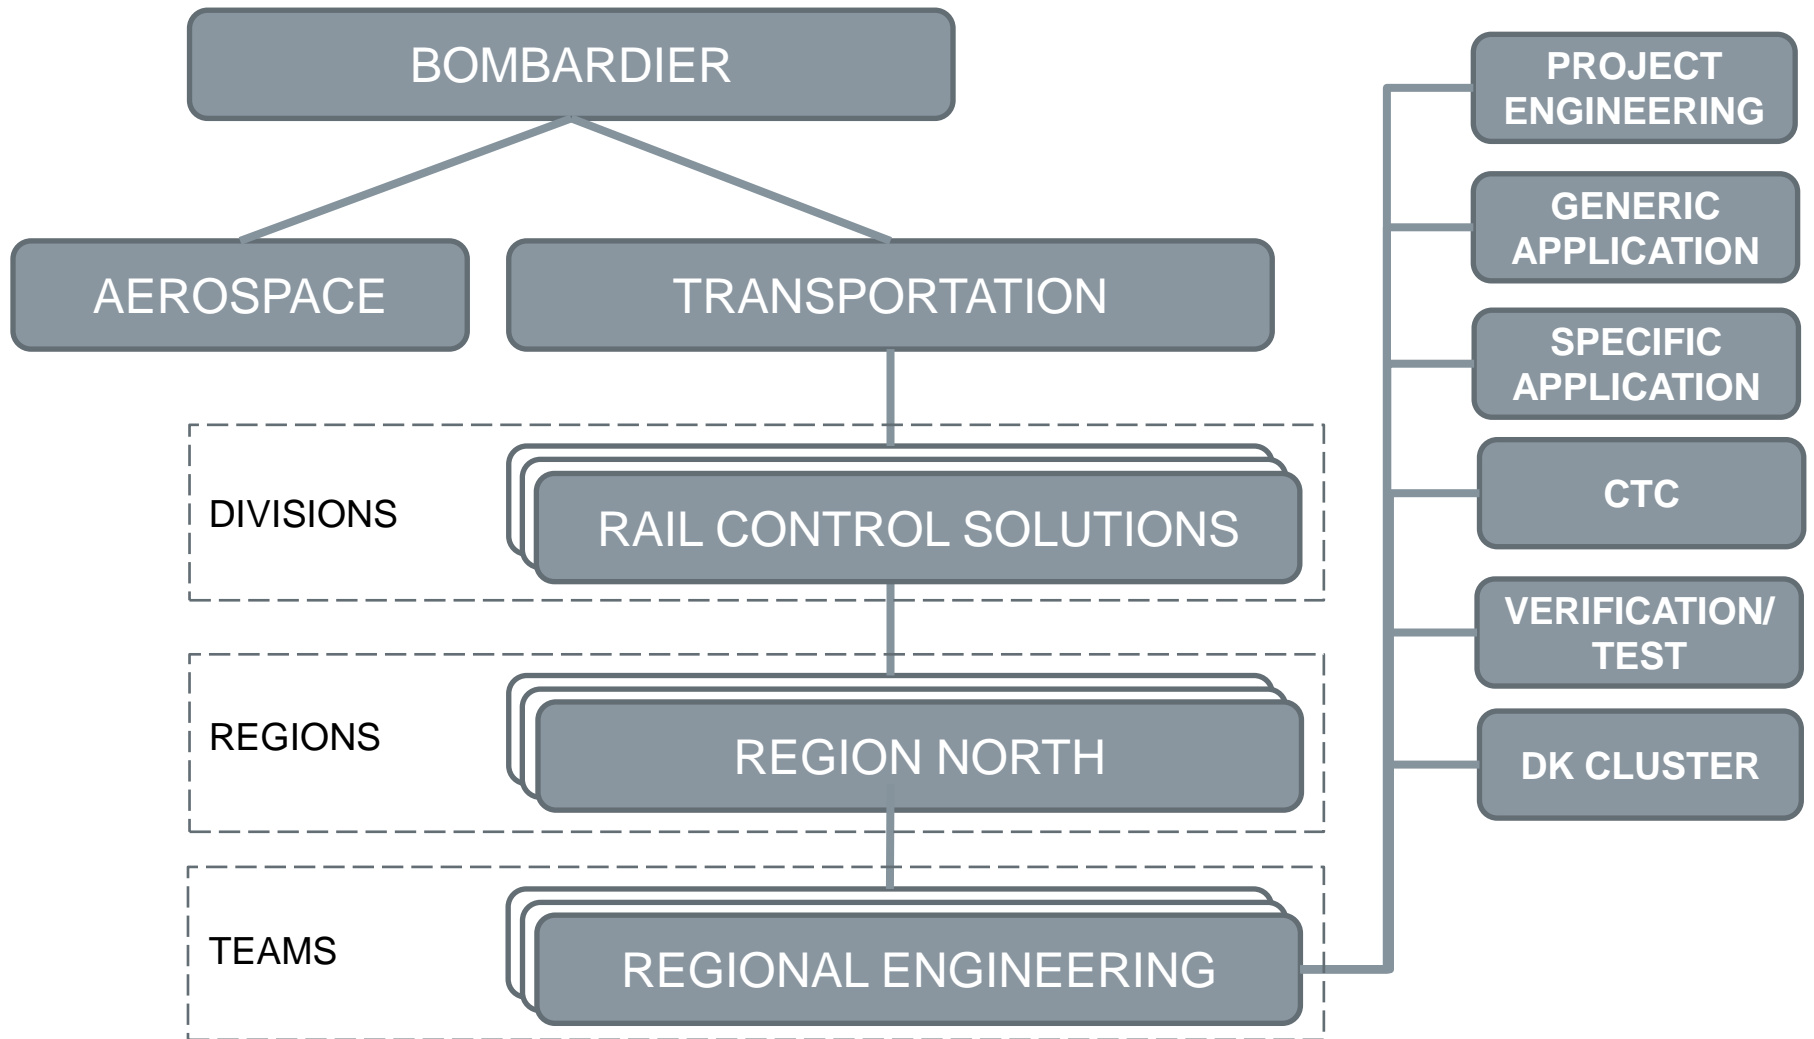 BOMBARDIER
AEROSPACE
TRANSPORTATION
DIVISIONS
RAIL CONTROL SOLUTIONS
REGIONS
REGION NORTH
TEAMS
REGIONAL ENGINEERING
PROJECT
ENGINEERING
GENERIC
APPLICATION
SPECIFIC
APPLICATION
CTC
VERIFICATION/
TEST
DK CLUSTER